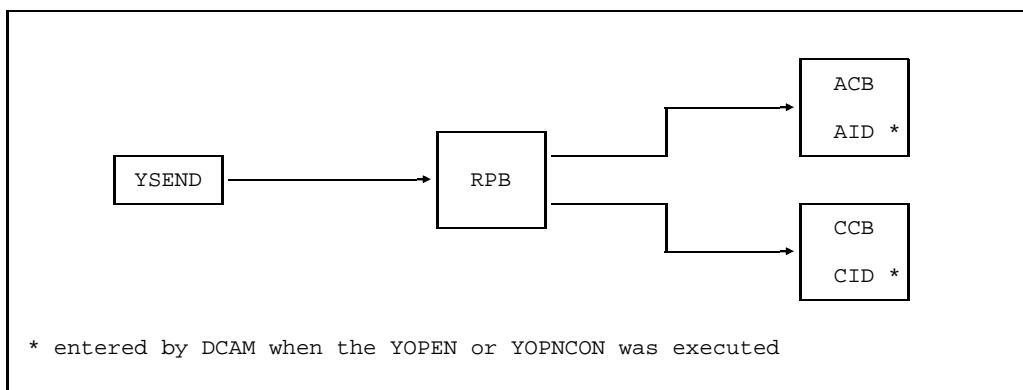 ACB
AID *
YSEND
RPB
CCB
CID *
* entered by DCAM when the YOPEN or YOPNCON was executed